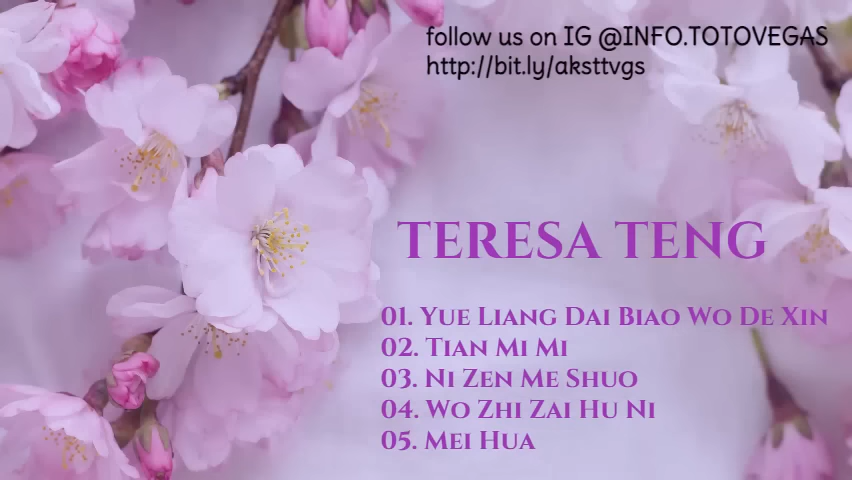 follow us on IG @INFO.TOTOVEGAS
http://bit.ly/aksttvgs
TERESA TENG
01. Yue Liang Dai Biao Wo De Xin
02. Tian Mi Mi
03. Ni Zen Me Shuo
04. Wo Zhi Zai Hu Ni
05. Mei Hua